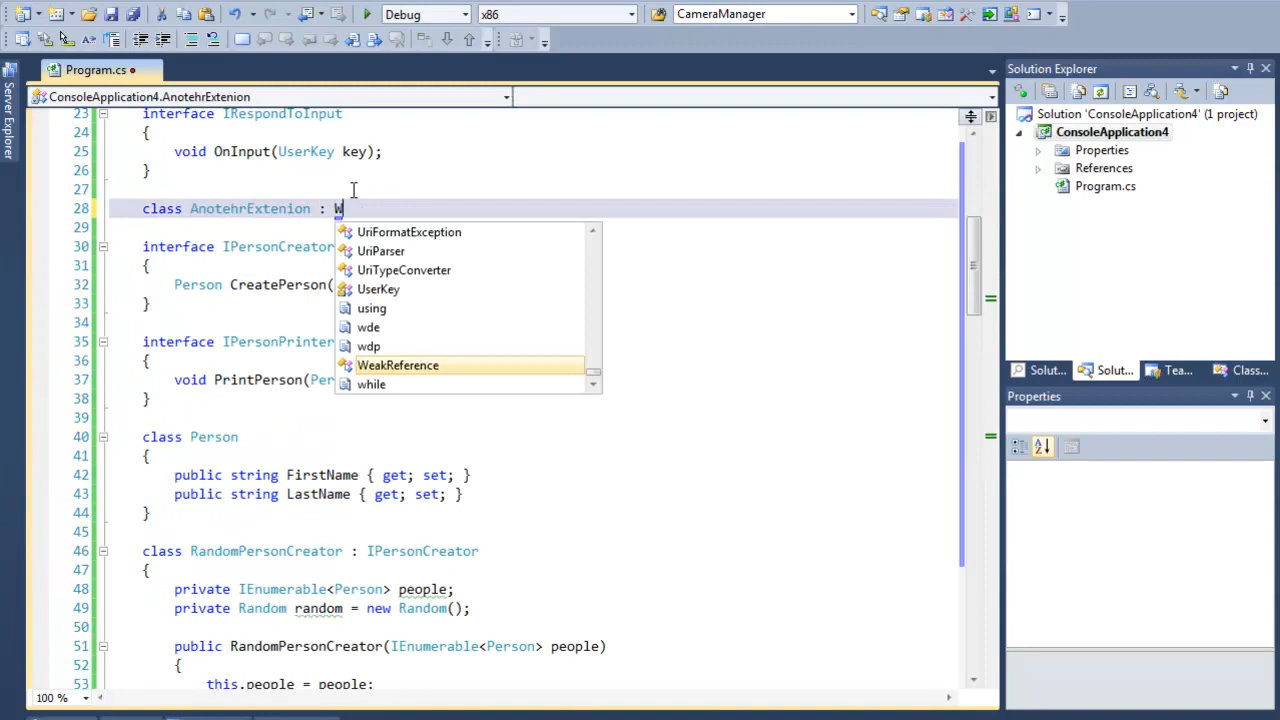 Debug
x86
CameraManager
Server Explorer
Program.cs
ConsoleApplication4.AnotehrExtenion
23 interface IRespondToInput
24 {
25 void OnInput(UserKey key);
26 }
27
28 class AnotehrExtenion : W
29
30 interface IPersonCreator
31 {
32 Person CreatePerson(
33 }
34
35 interface IPersonPrinter
36 {
37 void PrintPerson(Per
38 }
39
40 class Person
41 {
42 public string FirstName { get; set; }
43 public string LastName { get; set; }
44 }
45
46 class RandomPersonCreator : IPersonCreator
47 {
48 private IEnumerable<Person> people;
49 private Random random = new Random();
50
51 public RandomPersonCreator(IEnumerable<Person> people)
52 {
53 this.people = people;
UriFormatException
UriParser
UriTypeConverter
UserKey
using
wde
wdp
WeakReference
while
100 %
Solution Explorer
Solution 'ConsoleApplication4' (1 project)
ConsoleApplication4
Properties
References
Program.cs
Solut...
Solut...
Tea...
Class...
Properties